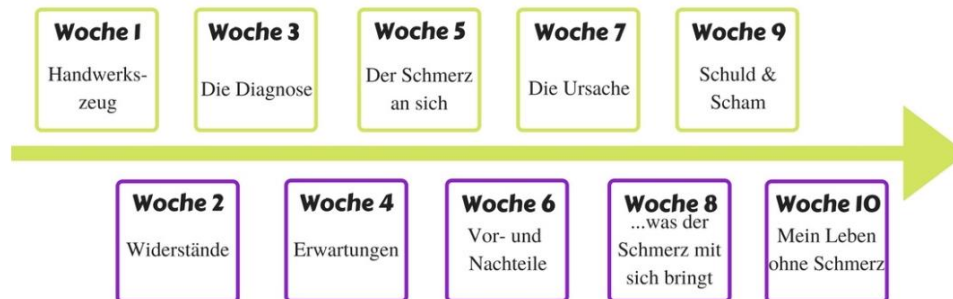 Woche 1
Handwerks-
zeug
Woche 3
Die Diagnose
Woche 5
Der Schmerz
an sich
Woche 7
Die Ursache
Woche 9
Schuld &
Scham
Woche 2
Widerstände
Woche 4
Erwartungen
Woche 6
Vor- und
Nachteile
Woche 8
...was der
Schmerz mit
sich bringt
Woche 10
Mein Leben
ohne Schmerz